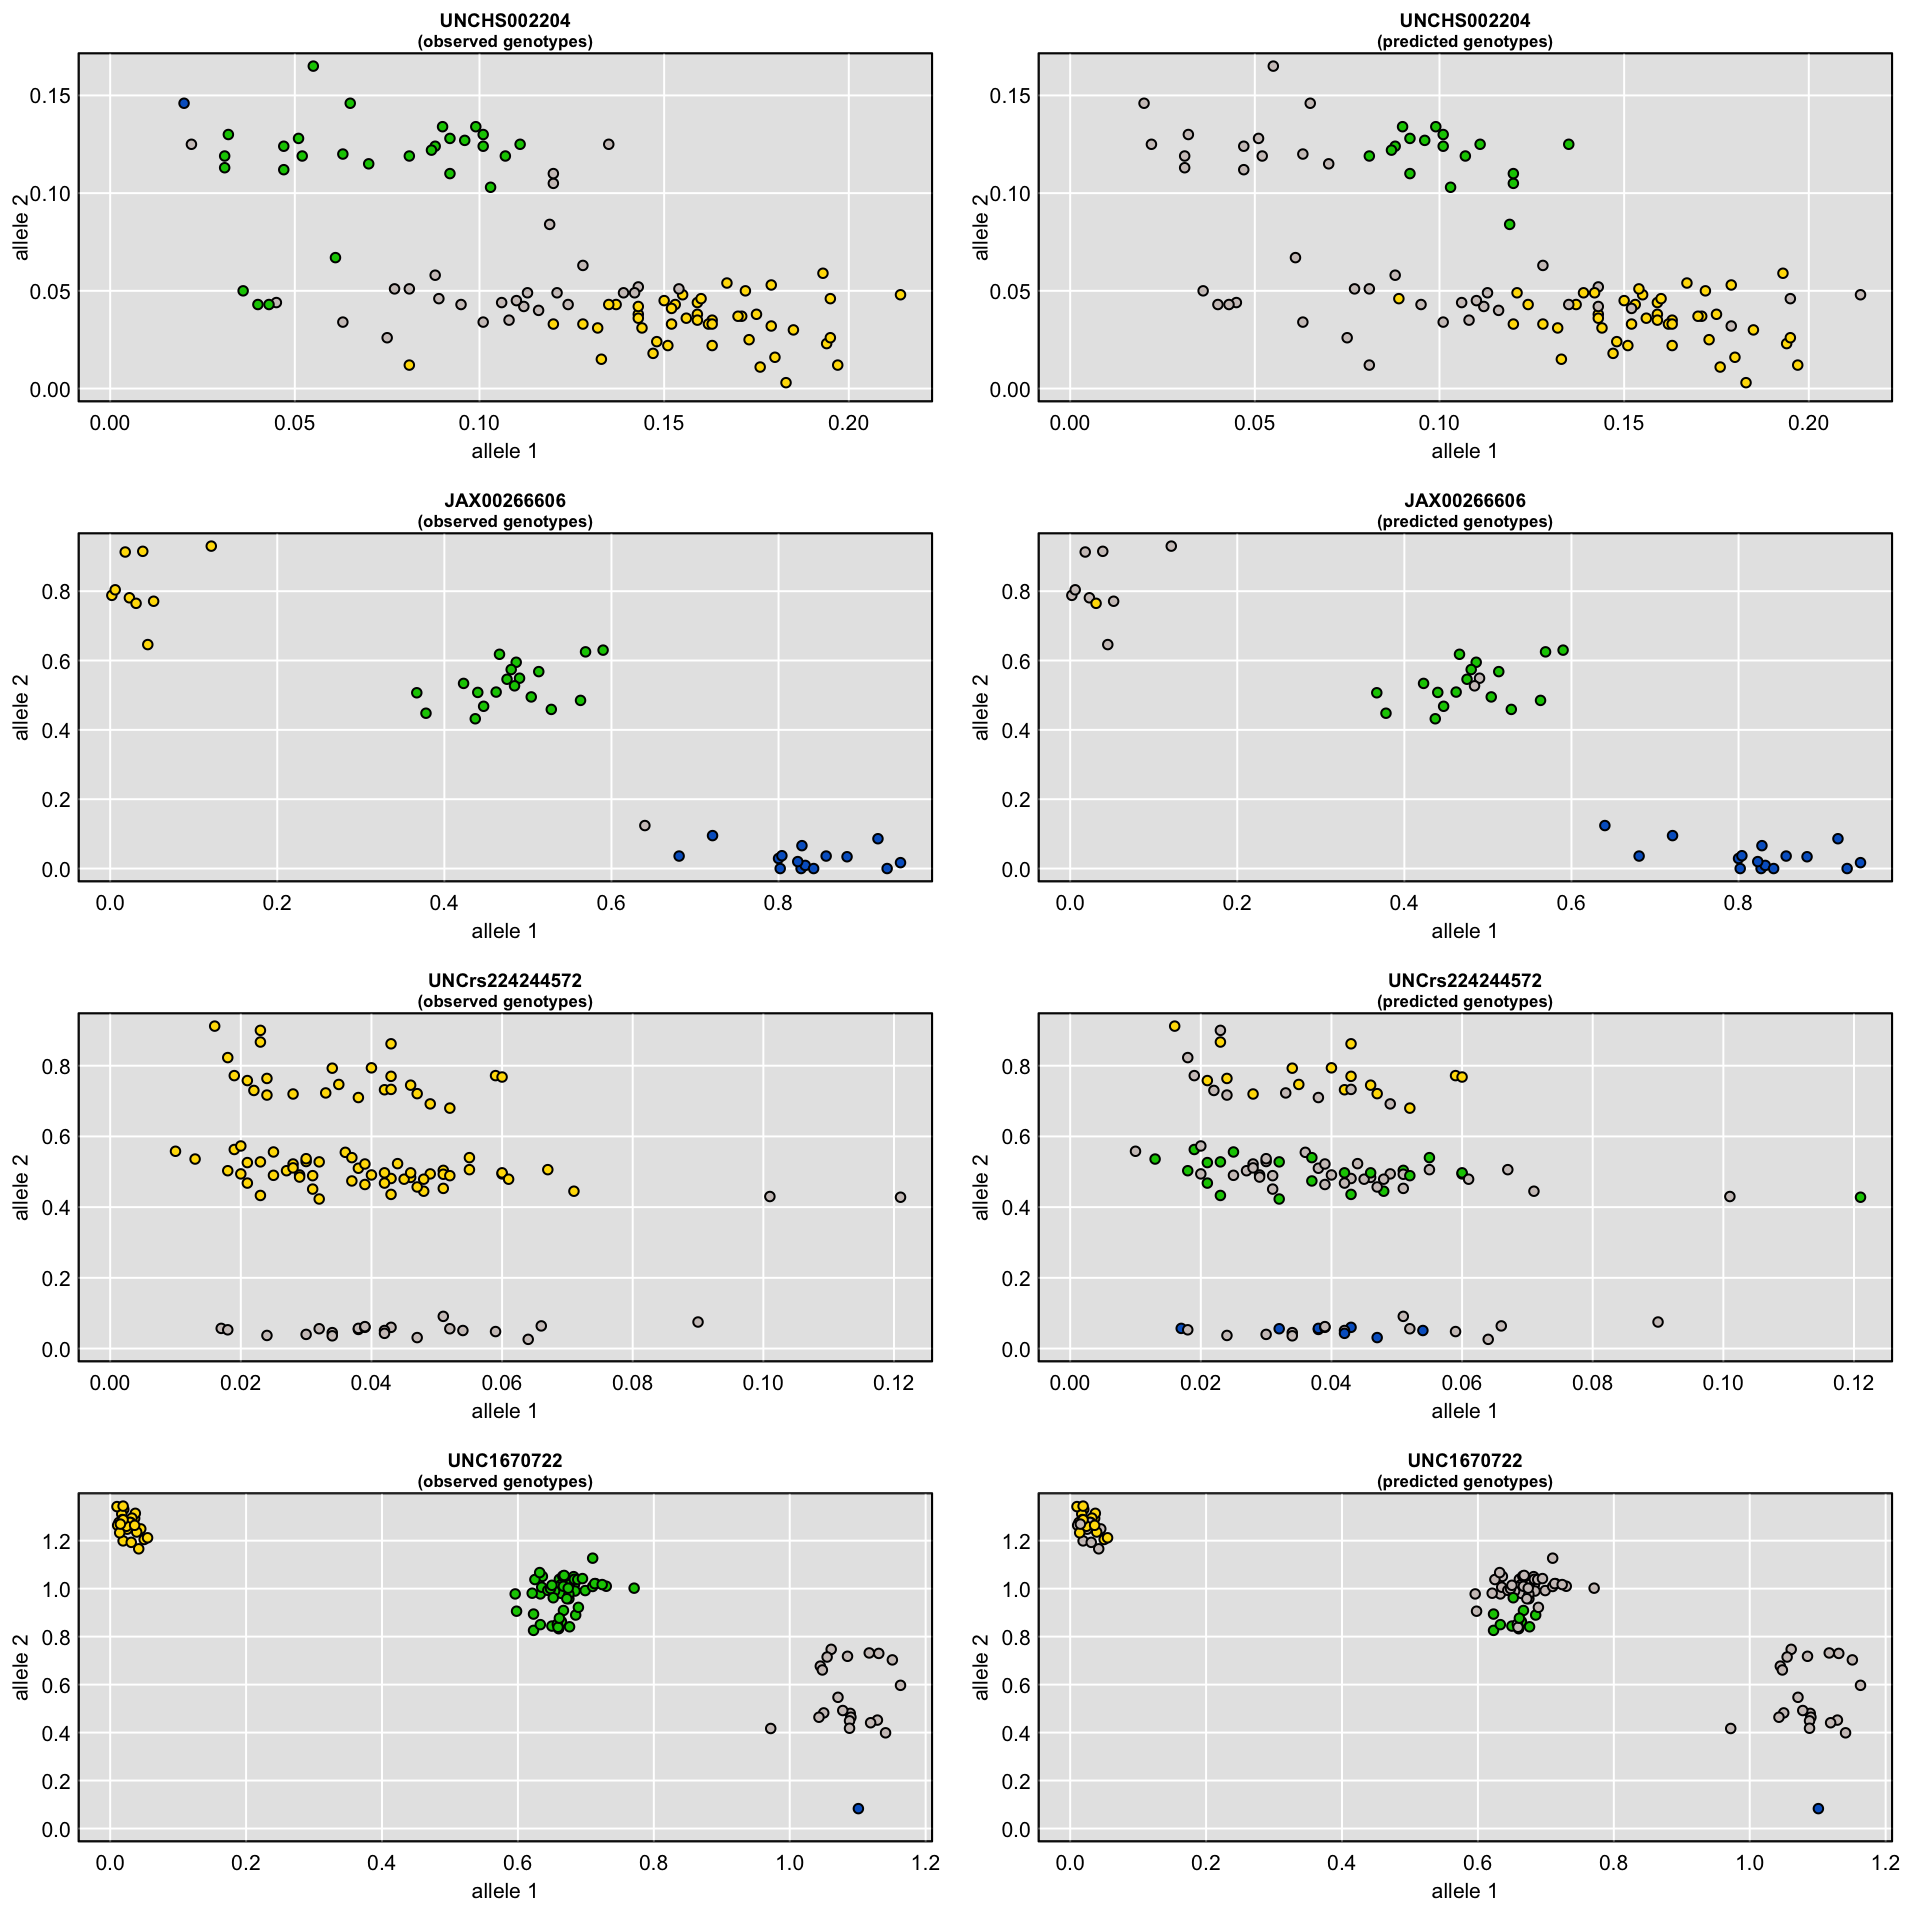 UNCHS002204
(observed genotypes)
allele 2
0.15
0.10
0.05
0.00
0.00 0.05 0.10 0.15 0.20
allele 1
UNCHS002204
(predicted genotypes)
allele 2
0.15
0.10
0.05
0.00
0.00 0.05 0.10 0.15 0.20
allele 1
JAX00266606
(observed genotypes)
allele 2
0.8
0.6
0.4
0.2
0.0
0.0 0.2 0.4 0.6 0.8
allele 1
JAX00266606
(predicted genotypes)
allele 2
0.8
0.6
0.4
0.2
0.0
0.0 0.2 0.4 0.6 0.8
allele 1
UNCrs224244572
(observed genotypes)
allele 2
0.8
0.6
0.4
0.2
0.0
0.00 0.02 0.04 0.06 0.08 0.10 0.12
allele 1
UNCrs224244572
(predicted genotypes)
allele 2
0.8
0.6
0.4
0.2
0.0
0.00 0.02 0.04 0.06 0.08 0.10 0.12
allele 1
UNC1670722
(observed genotypes)
allele 2
1.2
1.0
0.8
0.6
0.4
0.2
0.0
0.0 0.2 0.4 0.6 0.8 1.0 1.2
allele 1
UNC1670722
(predicted genotypes)
allele 2
1.2
1.0
0.8
0.6
0.4
0.2
0.0
0.0 0.2 0.4 0.6 0.8 1.0 1.2
allele 1